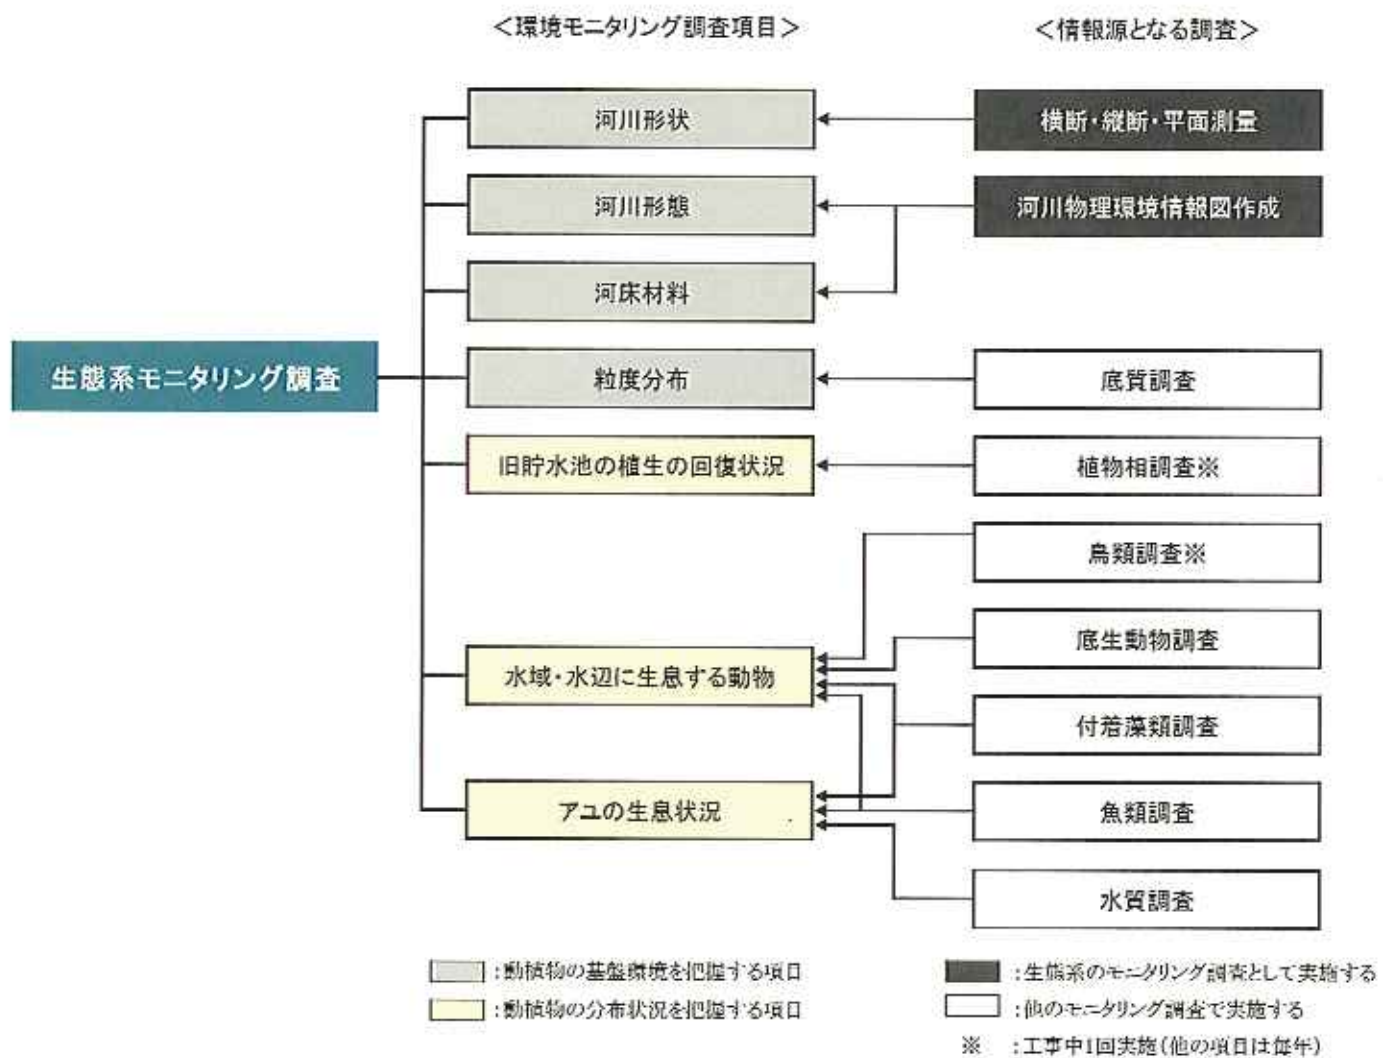 ＜環境モニタリング調査項目＞
＜情報源となる調査＞
河川形状
横断・縦断・平面測量
河川形態
河川物理環境情報図作成
河床材料
生態系モニタリング調査
粒度分布
底質調査
旧貯水池の植生の回復状況
植物相調査※
鳥類調査※
底生動物調査
水域・水辺に生息する動物
付着藻類調査
アユの生息状況
魚類調査
水質調査
：動植物の基盤環境を把握する項目
：動植物の分布状況を把握する項目
：生態系のモニタリング調査として実施する
：他のモニタリング調査で実施する
※ ：工事中1回実施（他の項目は毎年）